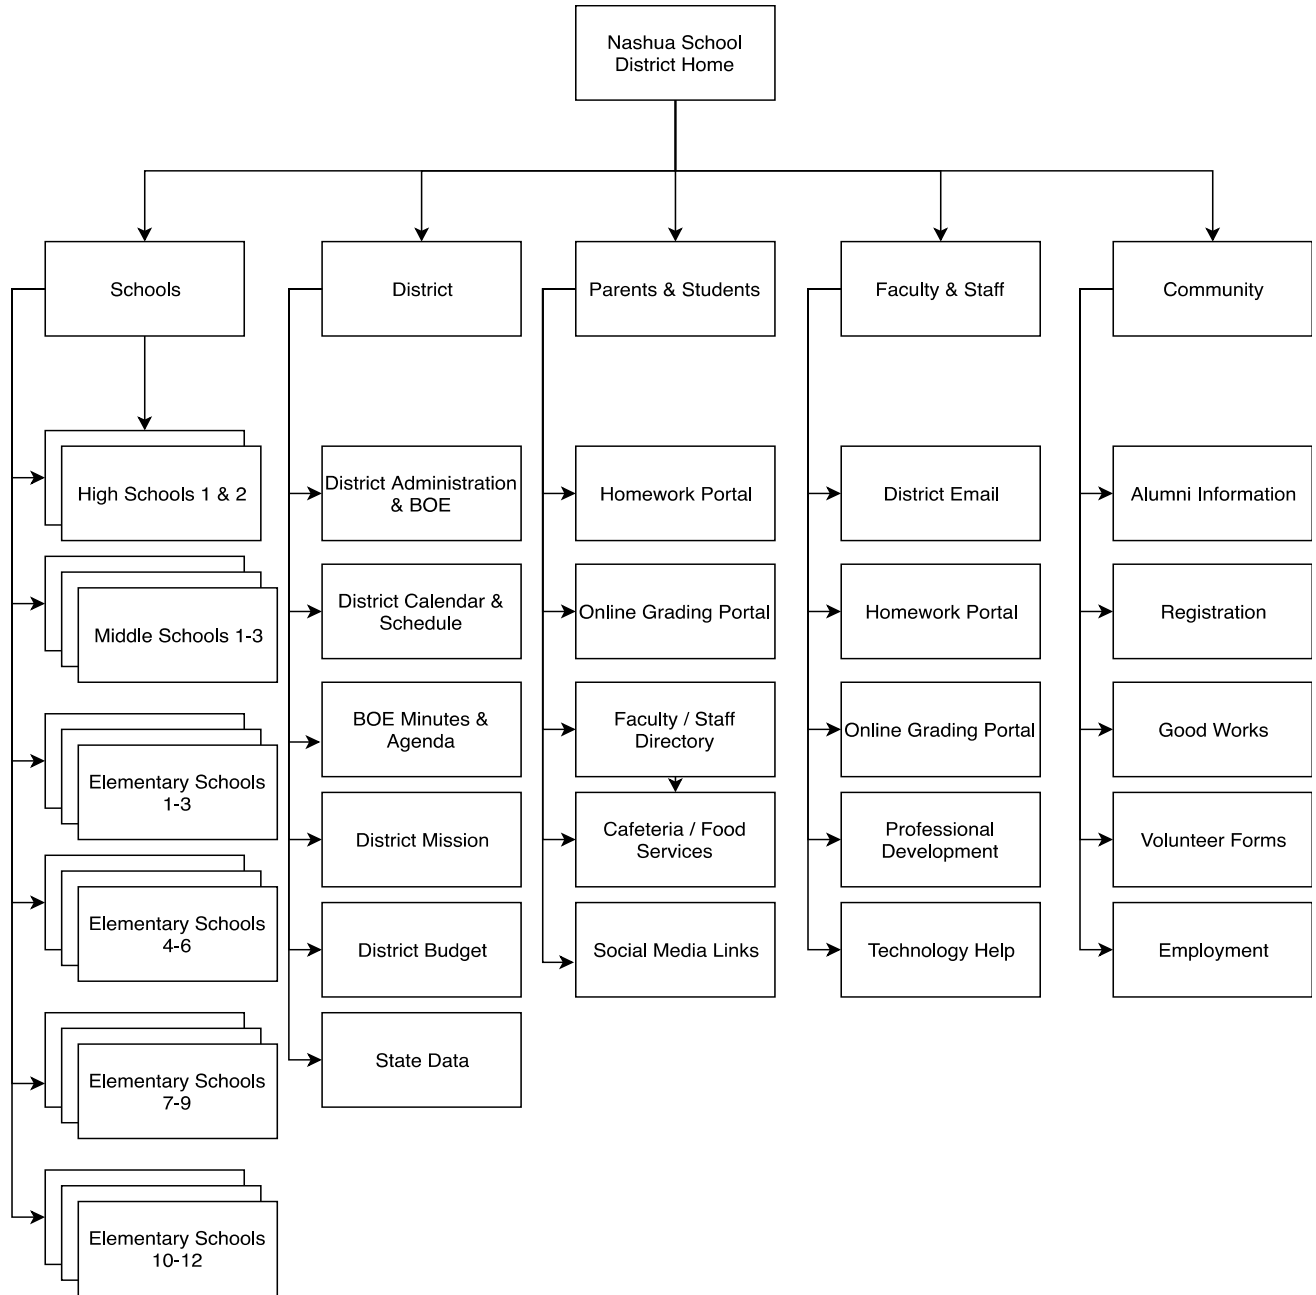 Nashua School
District Home
Schools
District
Parents & Students
Faculty & Staff
Community
High Schools 1 & 2
District Administration
& BOE
Homework Portal
District Email
Alumni Information
Middle Schools 1-3
District Calendar &
Schedule
Online Grading Portal
Homework Portal
Registration
Elementary Schools
1-3
BOE Minutes &
Agenda
Faculty / Staff
Directory
Online Grading Portal
Good Works
Elementary Schools
4-6
District Mission
Cafeteria / Food
Services
Professional
Development
Volunteer Forms
District Budget
Social Media Links
Technology Help
Employment
Elementary Schools
7-9
State Data
Elementary Schools
10-12